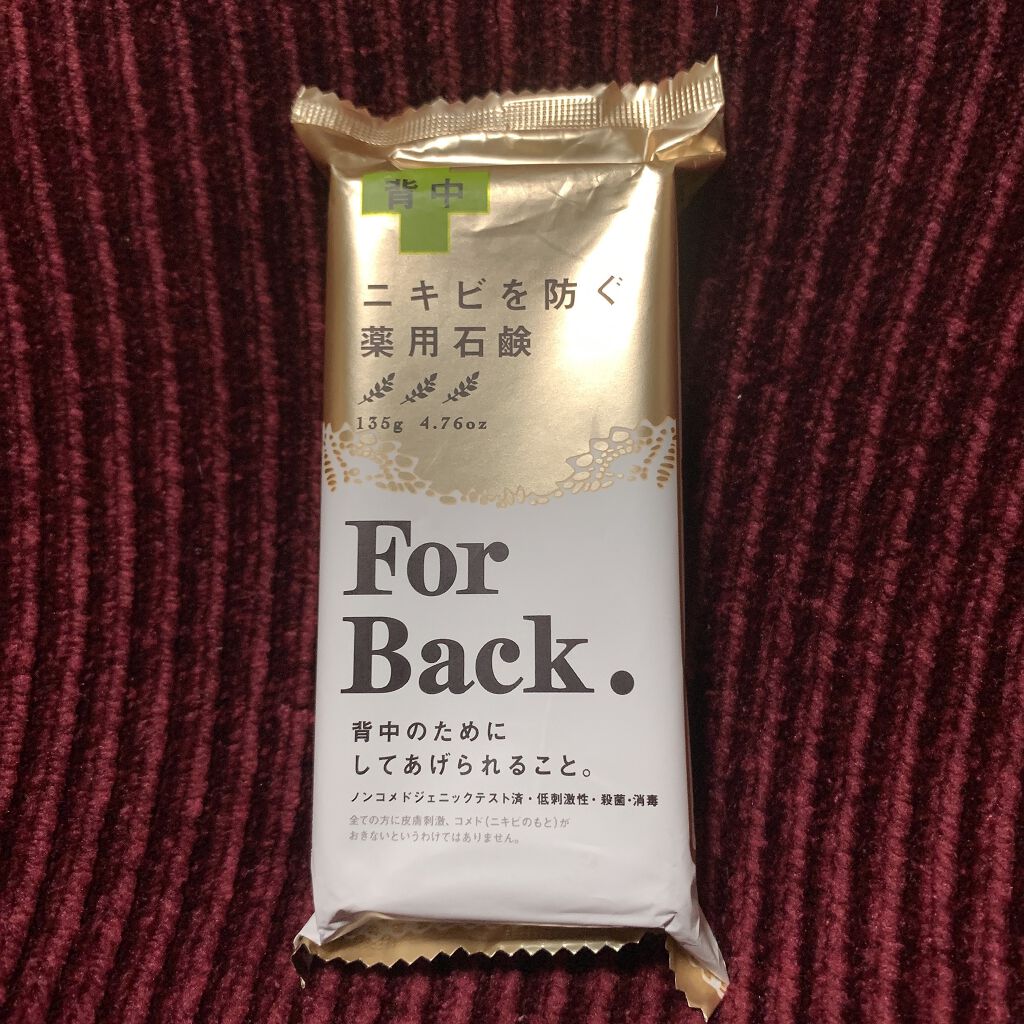 背中
ニキビを防ぐ
薬用石鹸
135g 4.76oz
For
Back.
背中のために
してあげられること。
ノンコメドジェニックテスト済・低刺激性・殺菌・消毒
全ての方に皮膚刺激、コメド（ニキビのもと）が
おきないというわけではありません。